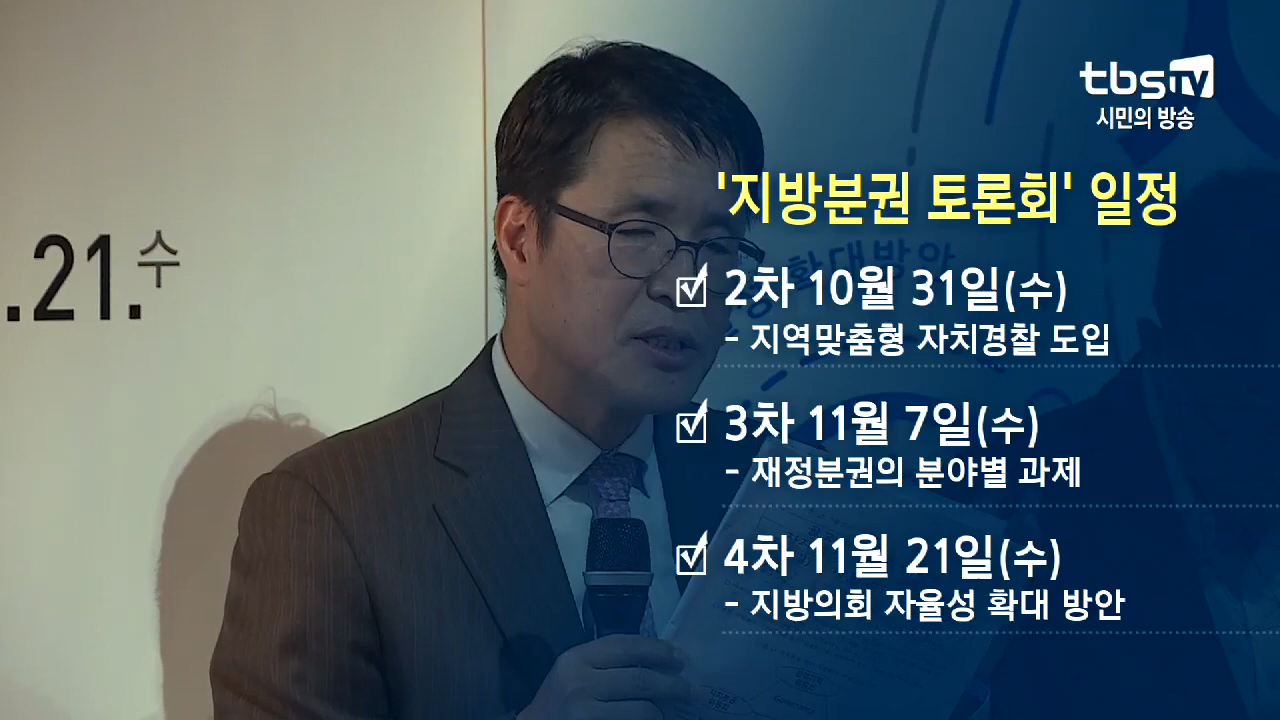 tbs TV
시민의 방송
.21.수
'지방분권 토론회' 일정
확대방안
☑ 2차 10월 31일(수)
- 지역맞춤형 자치경찰 도입
☑ 3차 11월 7일(수)
- 재정분권의 분야별 과제
☑ 4차 11월 21일(수)
- 지방의회 자율성 확대 방안